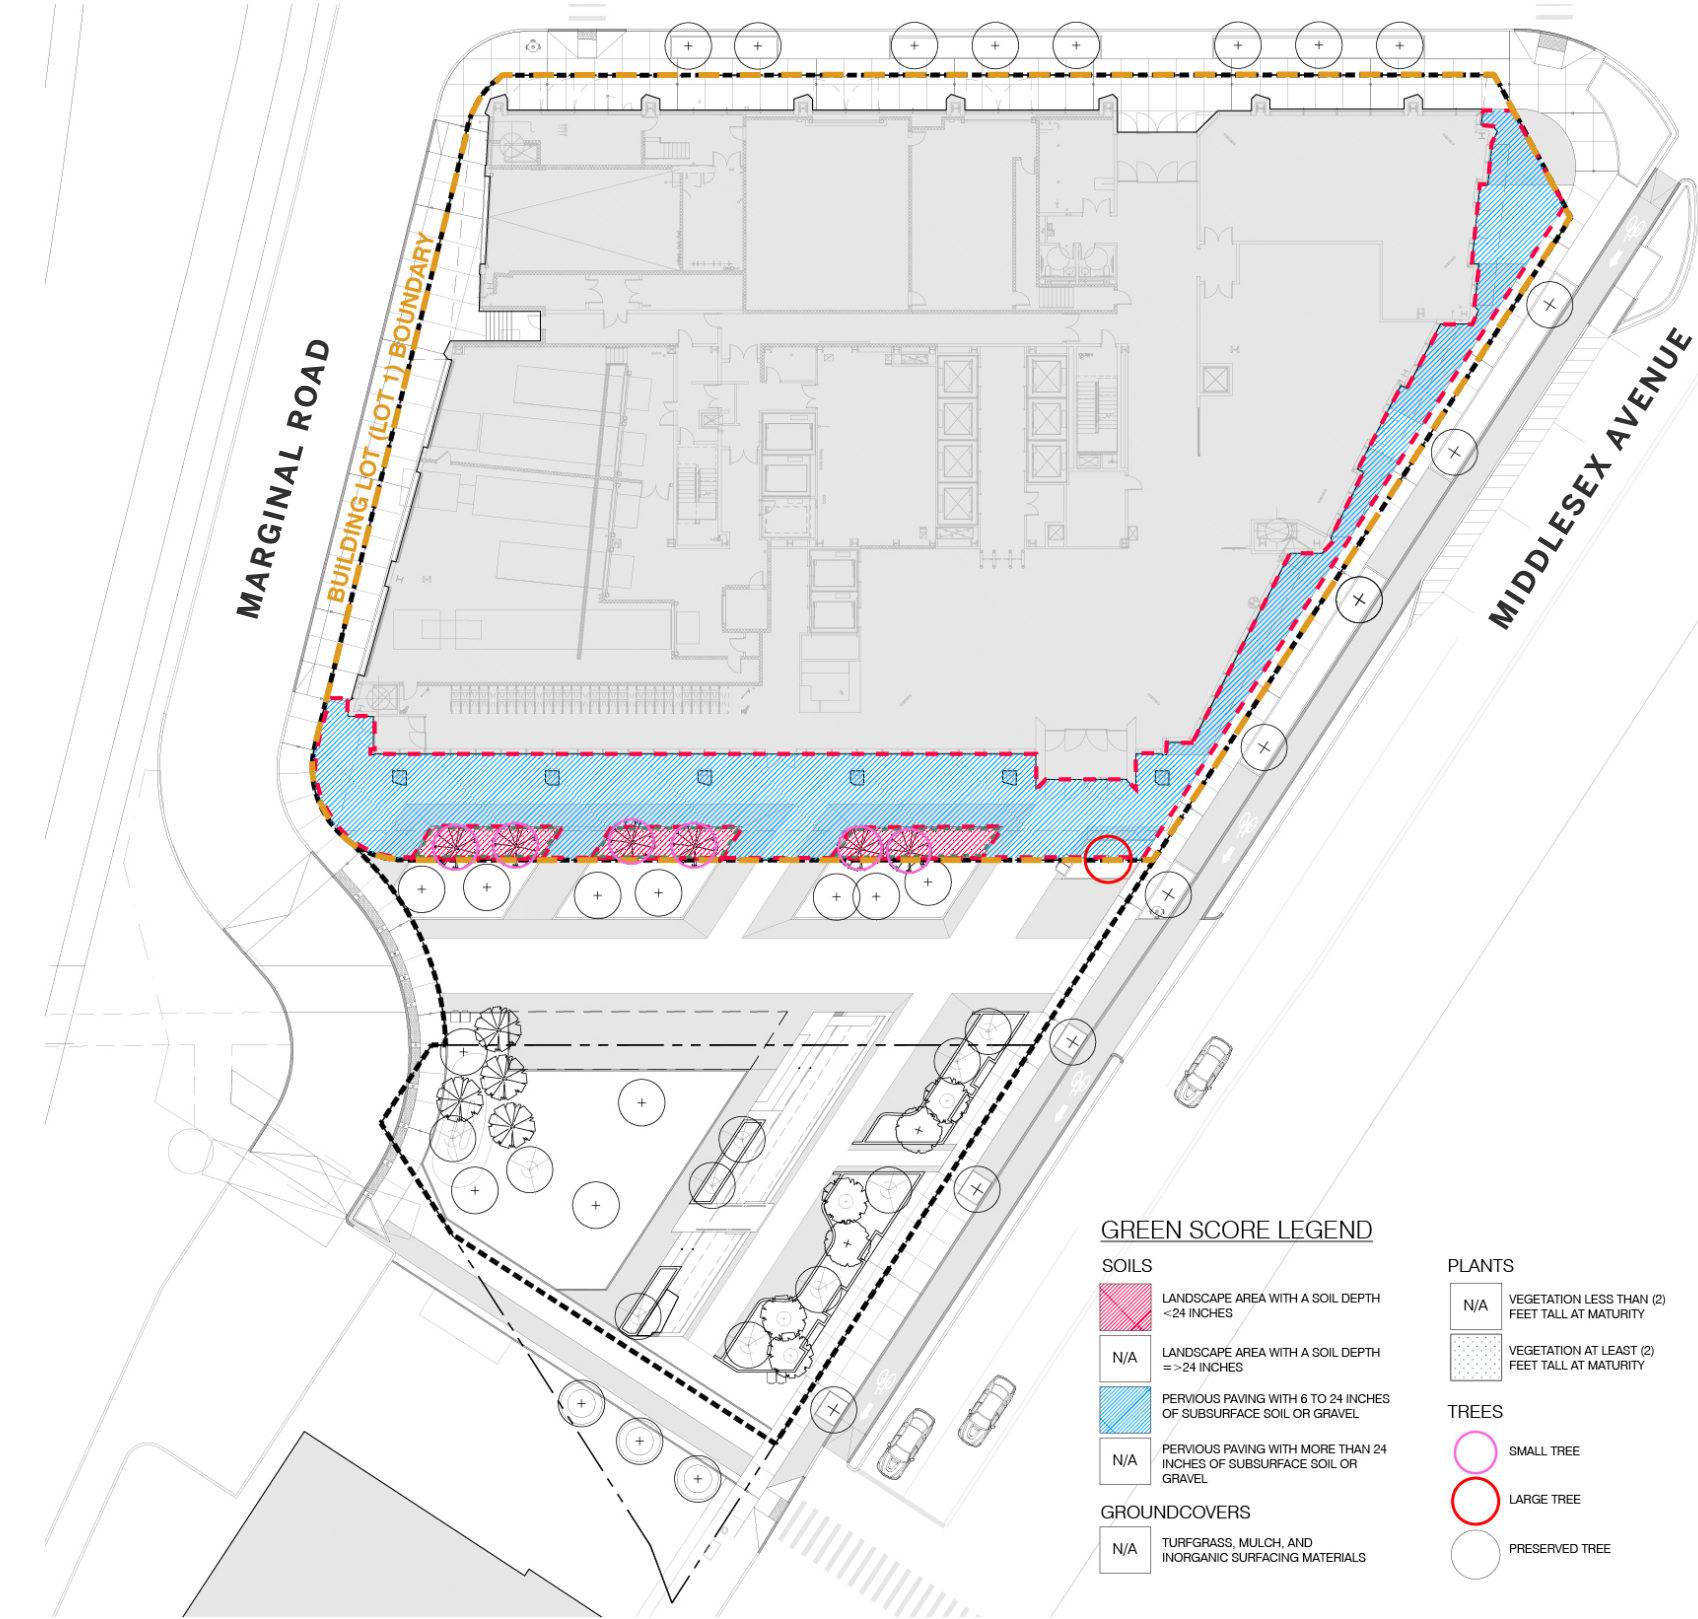 MARGINAL ROAD
BUILDING LOT (LOT 1) BOUNDARY
MIDDLESEX AVENUE
GREEN SCORE LEGEND
SOILS
LANDSCAPE AREA WITH A SOIL DEPTH
<24 INCHES
N/A
LANDSCAPE AREA WITH A SOIL DEPTH
=>24 INCHES
PERVIOUS PAVING WITH 6 TO 24 INCHES
OF SUBSURFACE SOIL OR GRAVEL
N/A
PERVIOUS PAVING WITH MORE THAN 24
INCHES OF SUBSURFACE SOIL OR
GRAVEL
GROUNDCOVERS
N/A
TURFGRASS, MULCH, AND
INORGANIC SURFACING MATERIALS
PLANTS
N/A
VEGETATION LESS THAN (2)
FEET TALL AT MATURITY
VEGETATION AT LEAST (2)
FEET TALL AT MATURITY
TREES
SMALL TREE
LARGE TREE
PRESERVED TREE